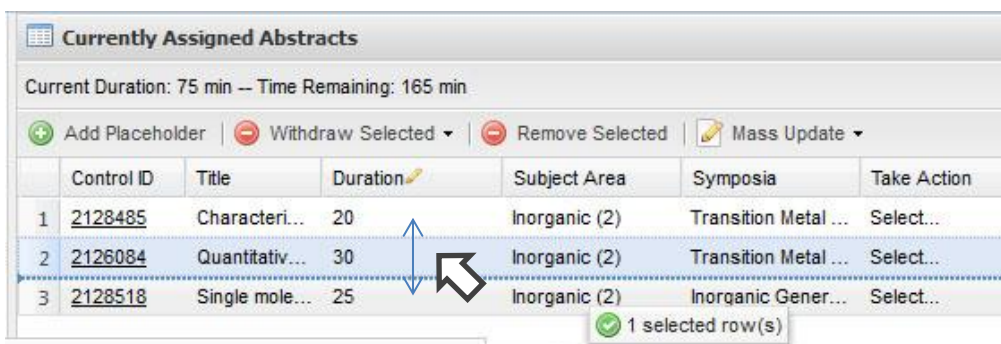 Currently Assigned Abstracts
Current Duration: 75 min -- Time Remaining: 165 min
Add Placeholder | Withdraw Selected | Remove Selected | Mass Update
Control ID Title Duration Subject Area Symposia Take Action
1 2128485 Characteri... 20 Inorganic (2) Transition Metal ... Select...
2 2126084 Quantitativ... 30 Inorganic (2) Transition Metal ... Select...
3 2128518 Single mole... 25 Inorganic (2) Inorganic Gener... Select...
1 selected row(s)